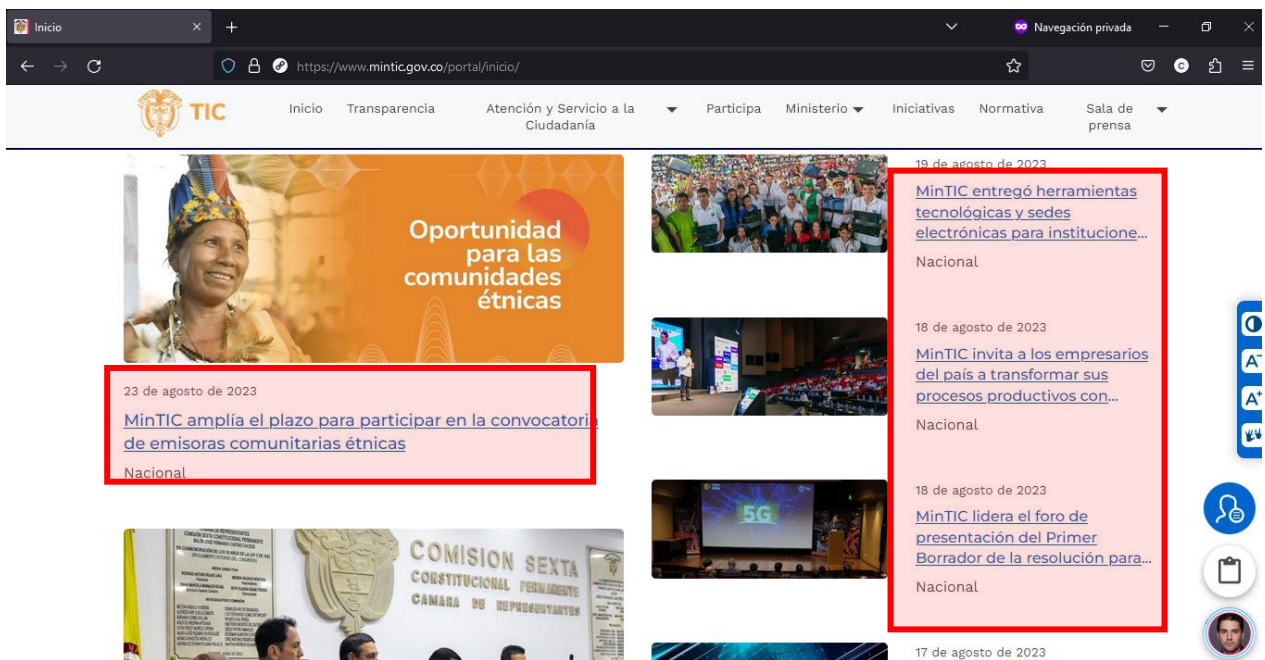 Inicio
Navegación privada
https://www.mintic.gov.co/portal/inicio/
TIC
Inicio
Transparencia
Atención y Servicio a la
Ciudadanía
Participa
Ministerio
Iniciativas
Normativa
Sala de
prensa
Oportunidad
para las
comunidades
étnicas
23 de agosto de 2023
MinTIC amplía el plazo para participar en la convocatoria
de emisoras comunitarias étnicas
Nacional
COMISION SEXTA
CONSTITUCIONAL PERMANENTE
CAMARA DE REPRESENTANTES
19 de agosto de 2023
MinTIC entregó herramientas
tecnológicas y sedes
electrónicas para institucione...
Nacional
18 de agosto de 2023
MinTIC invita a los empresarios
del país a transformar sus
procesos productivos con...
Nacional
5G
18 de agosto de 2023
MinTIC lidera el foro de
presentación del Primer
Borrador de la resolución para...
Nacional
17 de agosto de 2023
A-
A+